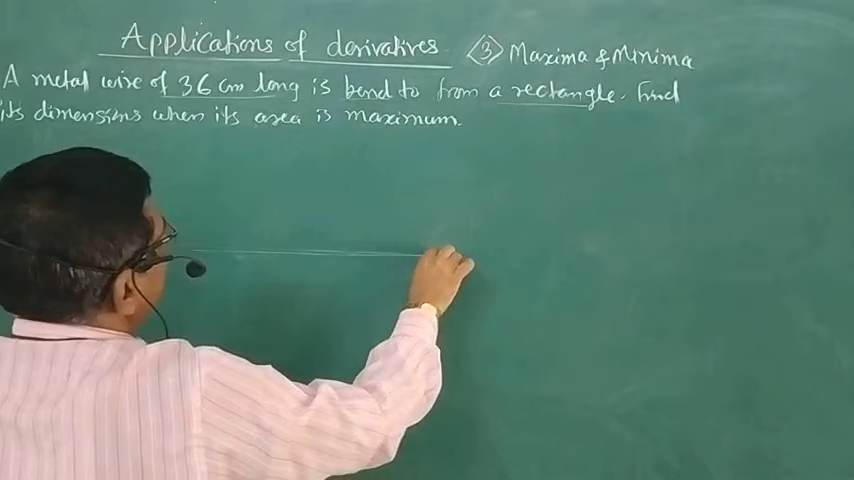 Applications of derivatives ③ Maxima & Minima
A metal wire of 36 cm long is bend to from a rectangle. Find
its dimensions when its area is maximum.